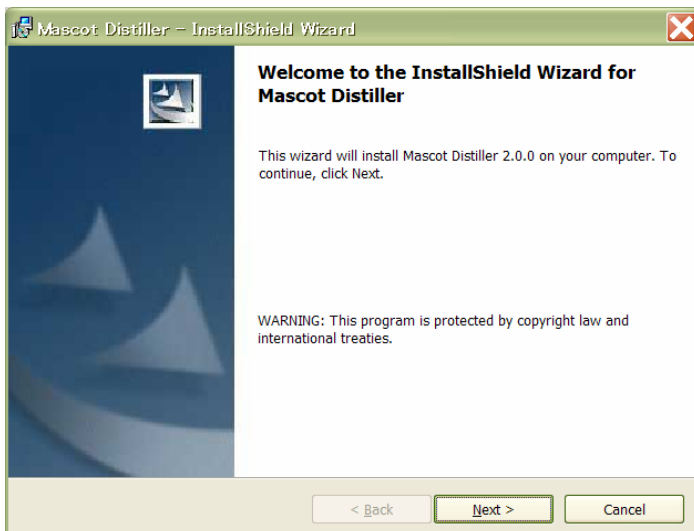 Mascot Distiller - InstallShield Wizard
Welcome to the InstallShield Wizard for
Mascot Distiller
This wizard will install Mascot Distiller 2.0.0 on your computer. To
continue, click Next.
WARNING: This program is protected by copyright law and
international treaties.
< Back
Next >
Cancel